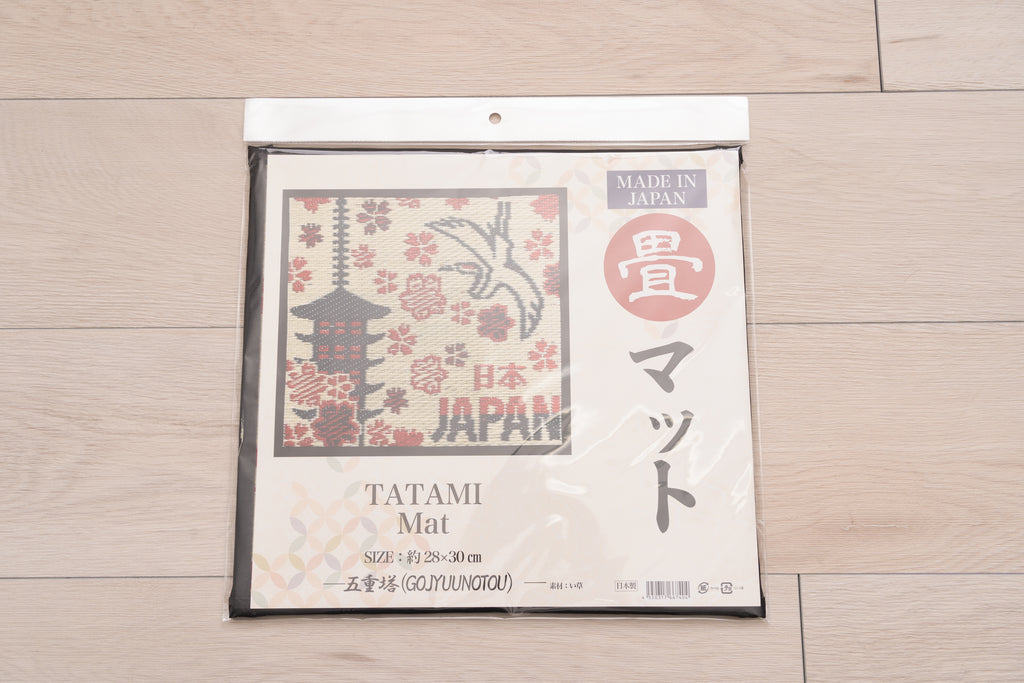 MADE IN
JAPAN
畳
マット
日本
JAPAN
TATAMI
Mat
SIZE：約 28×30 cm
五重塔(GOJYUUNOTOU)
素材：い草
日本製